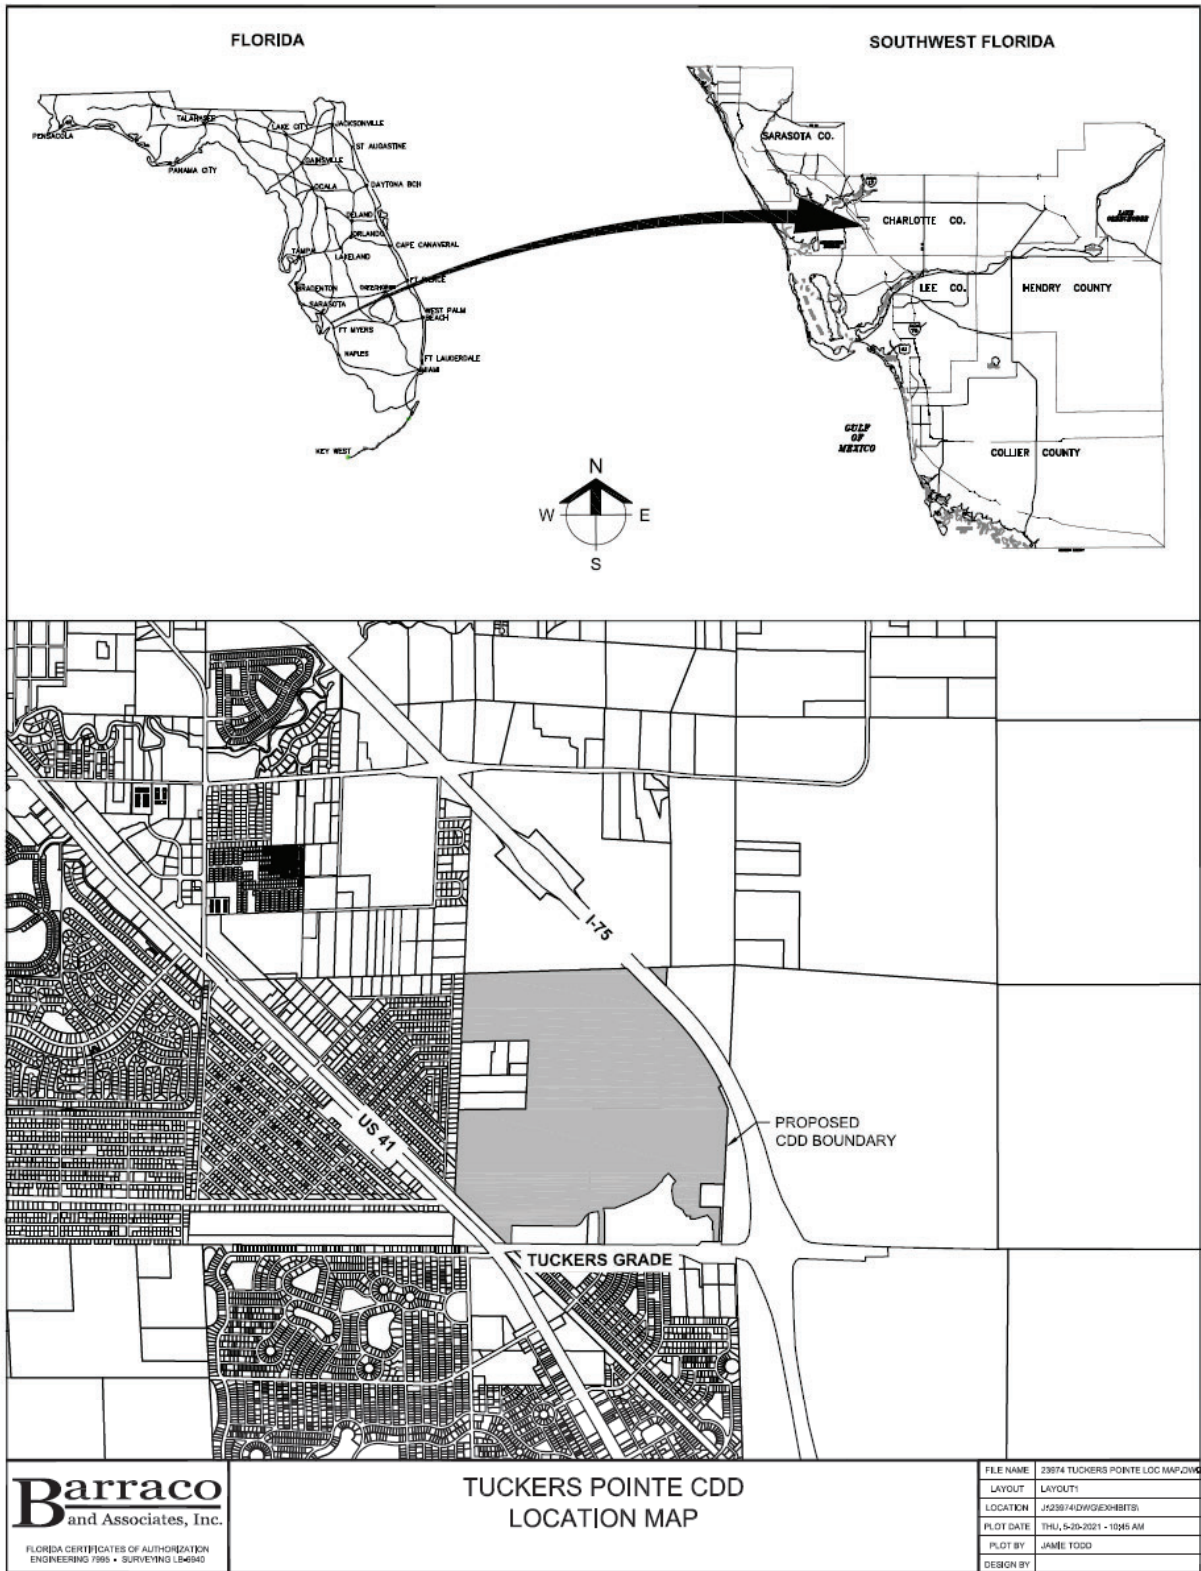 FLORIDA
SOUTHWEST FLORIDA
PENSACOLA
TALAHASEE
LAKE CITY
JACKSONVILLE
ST AUGASTINE
PANAMA CITY
GAINSVILLE
OCALA
DAYTONA BCH
DELAND
ORLANDO
CAPE CANAVERAL
TAMPA
LAKELAND
BRADENTON
OKEECHOBEE
FT PIERCE
SARASOTA
WEST PALM
BEACH
FT MYERS
NAPLES
FT LAUDERDALE
MIAMI
KEY WEST
SARASOTA CO.
CHARLOTTE CO.
LAKE
OKEECHOBEE
LEE CO.
HENDRY COUNTY
GULF
OF
MEXICO
COLLIER COUNTY
N
W E
S
I-75
US 41
PROPOSED
CDD BOUNDARY
TUCKERS GRADE
Barraco
and Associates, Inc.
FLORIDA CERTIFICATES OF AUTHORIZATION
ENGINEERING 7995 • SURVEYING LB-6940
TUCKERS POINTE CDD
LOCATION MAP
FILE NAME 23974 TUCKERS POINTE LOC MAP.DWG
LAYOUT LAYOUT1
LOCATION J:\23974\DWG\EXHIBITS\
PLOT DATE THU, 5-20-2021 - 10:45 AM
PLOT BY JAMIE TODD
DESIGN BY